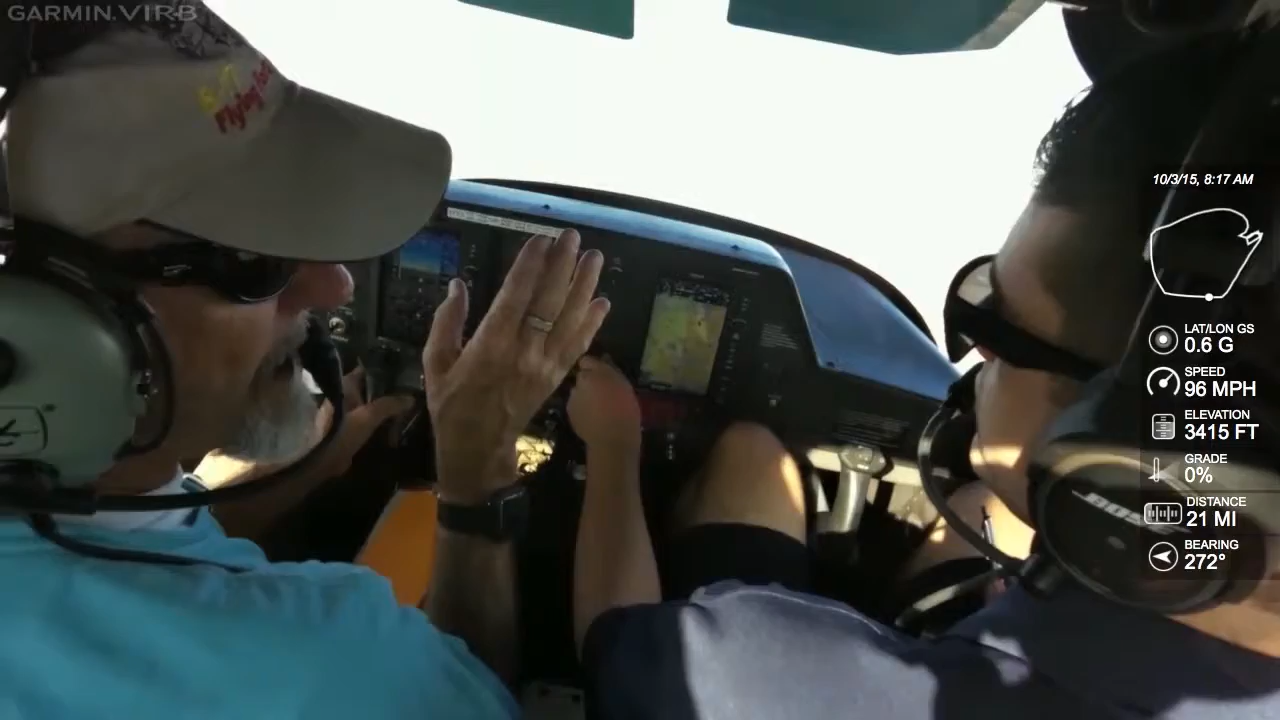 GARMIN.VIRB
Flying
10/3/15, 8:17 AM
LAT/LON GS
0.6 G
SPEED
96 MPH
ELEVATION
3415 FT
GRADE
0%
DISTANCE
21 MI
BEARING
272°
BOSE